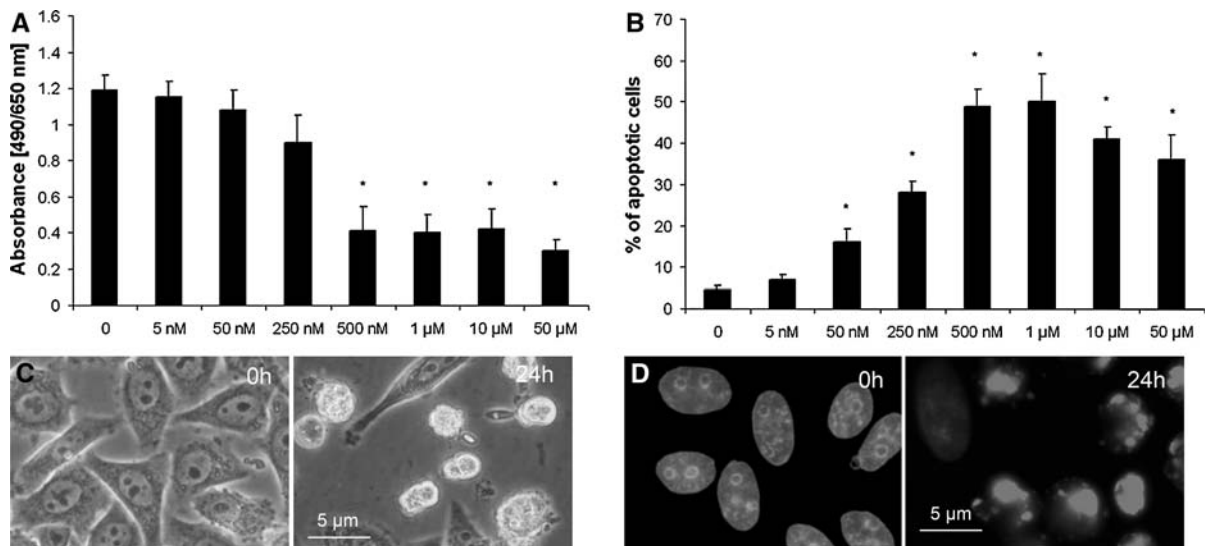 A
Absorbance [490/650 nm]
1.6
1.4
1.2
1
0.8
0.6
0.4
0.2
0
* * * *
0 5 nM 50 nM 250 nM 500 nM 1 µM 10 µM 50 µM
B
% of apoptotic cells
70
60
50
40
30
20
10
0
* * * * * *
0 5 nM 50 nM 250 nM 500 nM 1 µM 10 µM 50 µM
C
0h
24h
5 µm
D
0h
24h
5 µm